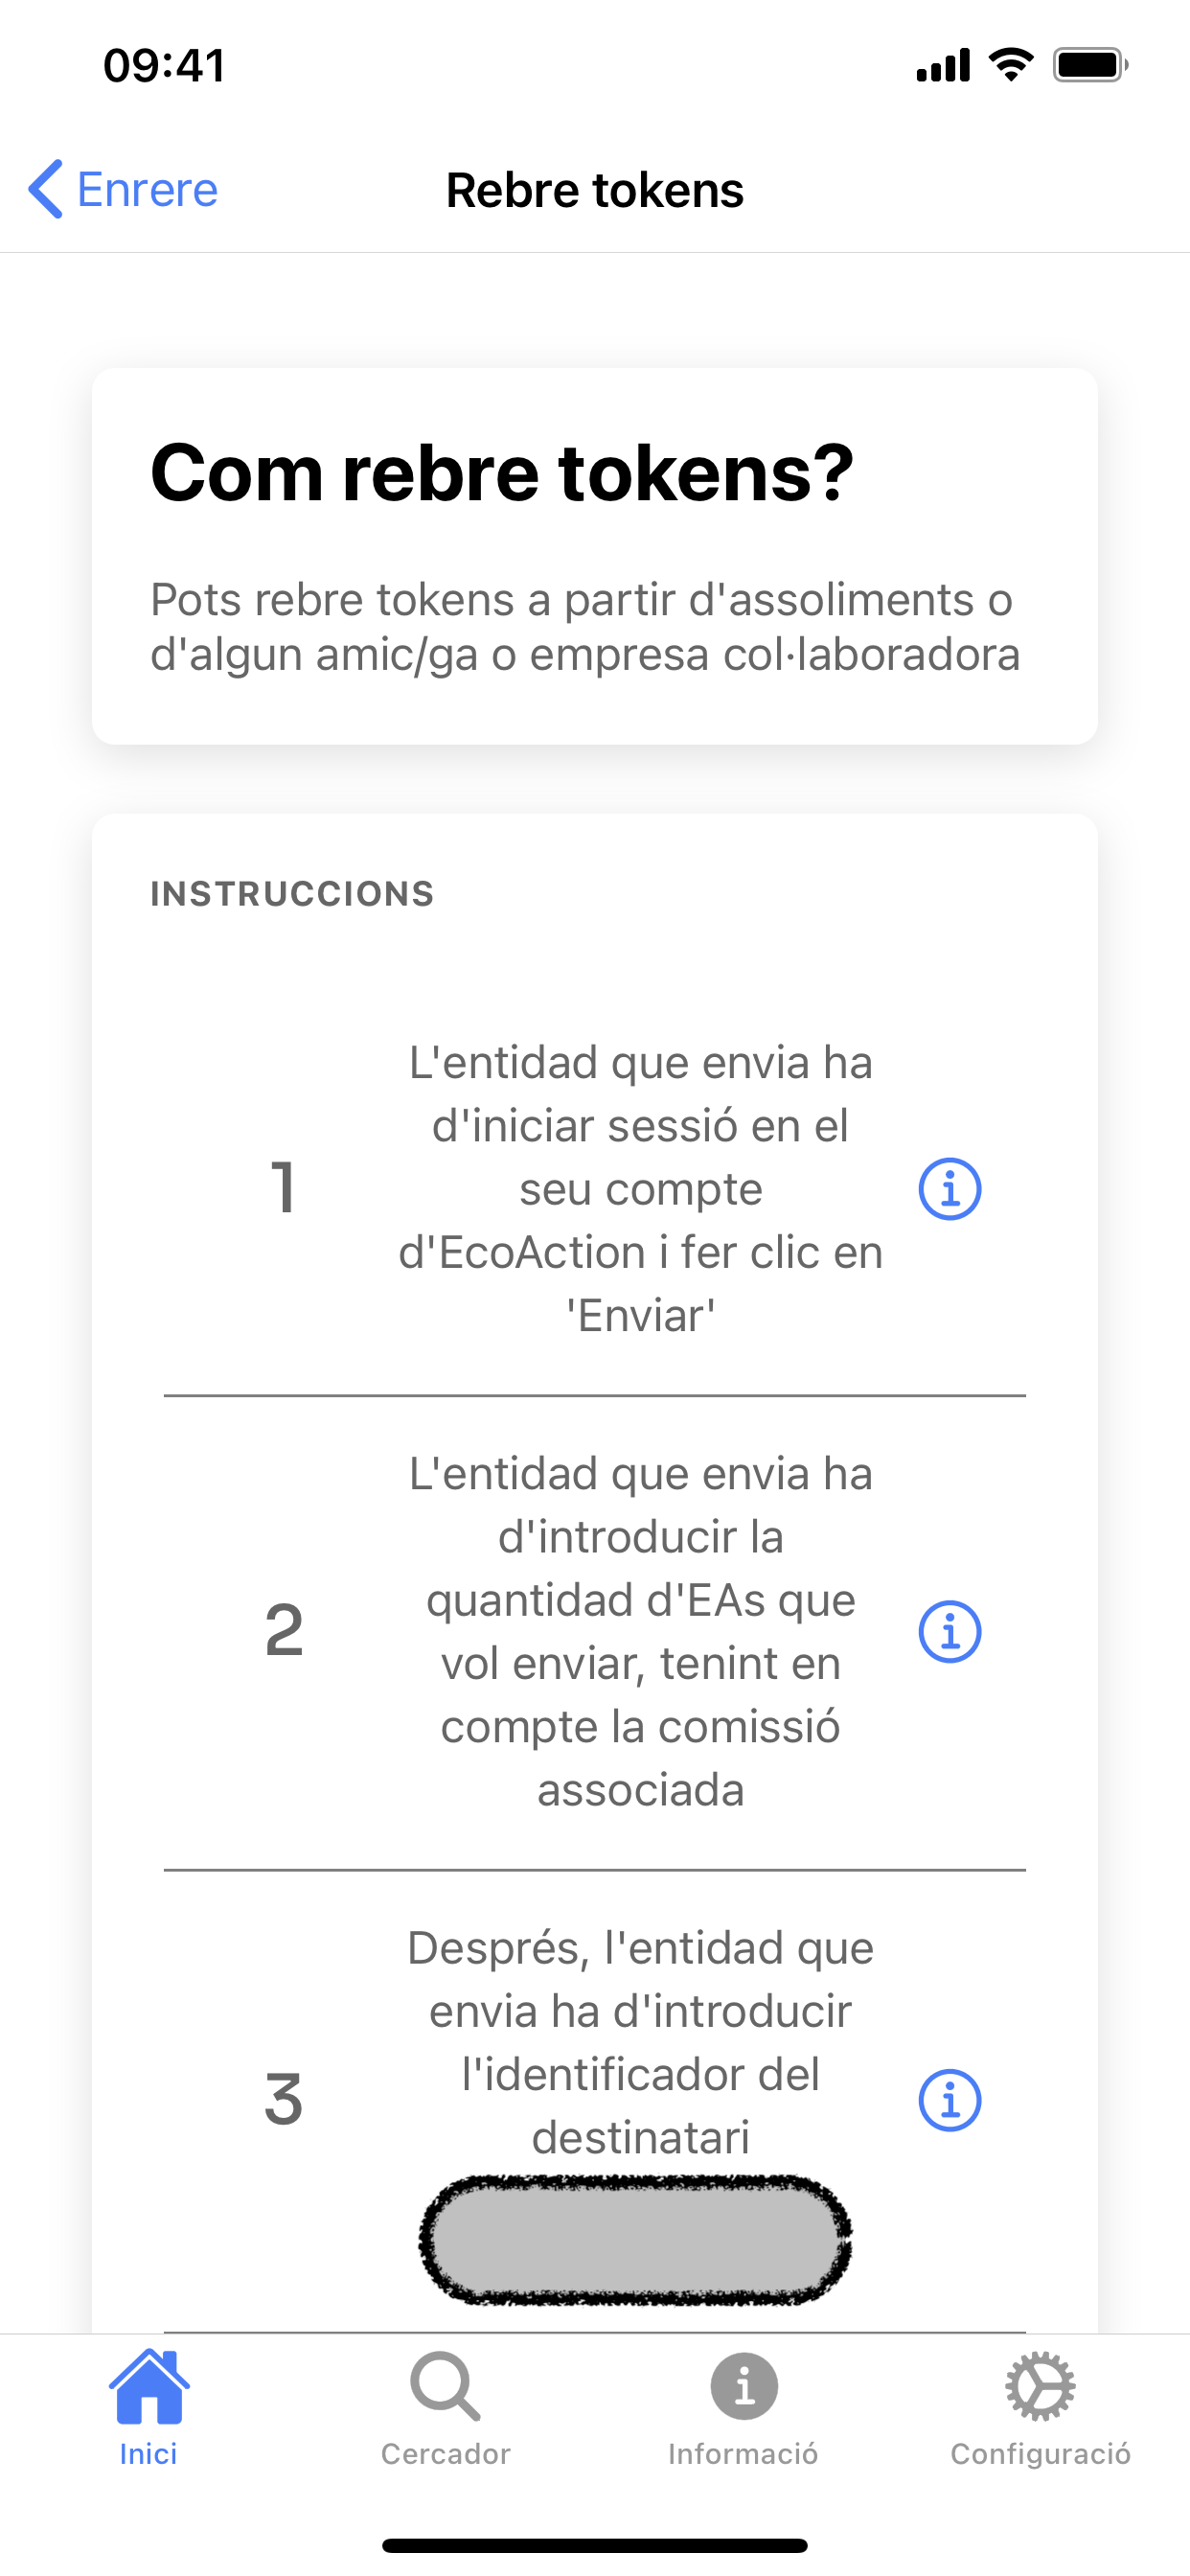 09:41
Enrere
Rebre tokens
Com rebre tokens?
Pots rebre tokens a partir d'assoliments o
d'algun amic/ga o empresa col·laboradora
INSTRUCCIONS
1
L'entidad que envia ha
d'iniciar sessió en el
seu compte
d'EcoAction i fer clic en
'Enviar'
2
L'entidad que envia ha
d'introducir la
quantidad d'EAs que
vol enviar, tenint en
compte la comissió
associada
3
Després, l'entidad que
envia ha d'introducir
l'identificador del
destinatari
Inici
Cercador
Informació
Configuració